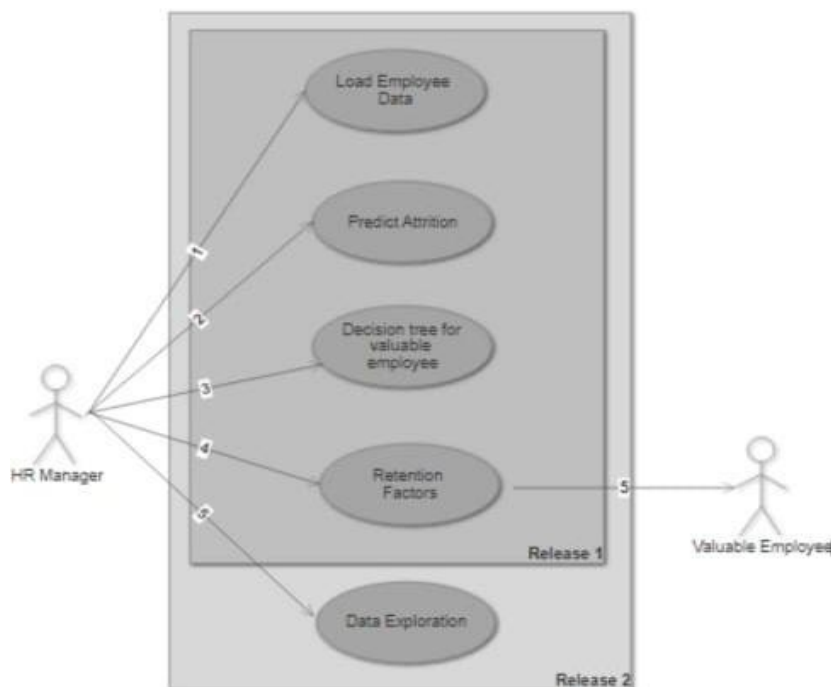 Load Employee
Data
1
Predict Attrition
2
Decision tree for
valuable
employee
3
HR Manager
4
Retention
Factors
5
Valuable Employee
Release 1
5
Data Exploration
Release 2